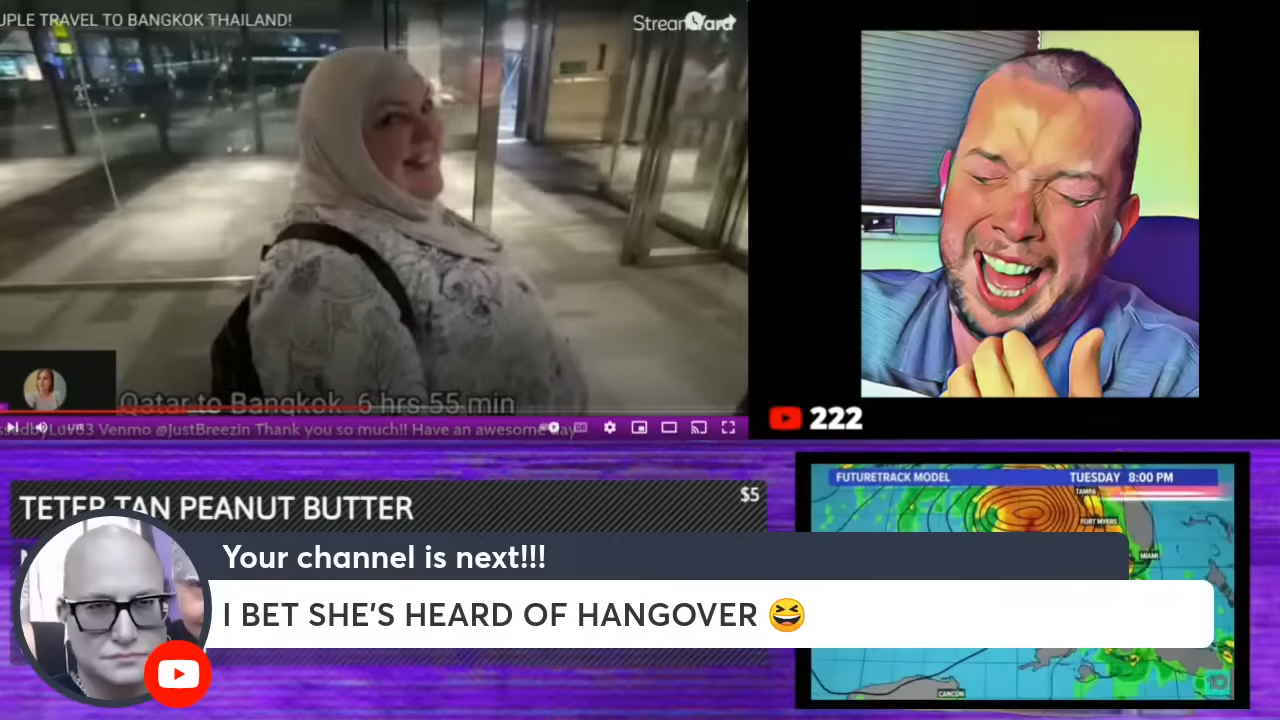 UPLE TRAVEL TO BANGKOK THAILAND!
StreamYard
Qatar to Bangkok 6 hrs 55 min
Venmo @JustBreezin Thank you so much!! Have an awesome day
222
TETER TAN PEANUT BUTTER
$5
FUTURETRACK MODEL
TUESDAY 8:00 PM
TAMPA
FORT MYERS
MIAMI
CANCUN
10
Your channel is next!!!
I BET SHE'S HEARD OF HANGOVER 😆